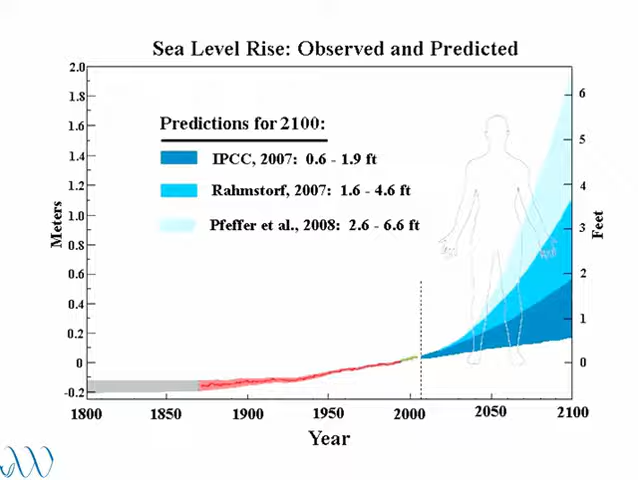 Sea Level Rise: Observed and Predicted
2.0
1.8
1.6
1.4
1.2
1.0
0.8
0.6
0.4
0.2
0
-0.2
Meters
Predictions for 2100:
IPCC, 2007: 0.6 - 1.9 ft
Rahmstorf, 2007: 1.6 - 4.6 ft
Pfeffer et al., 2008: 2.6 - 6.6 ft
6
5
4
3
2
1
0
Feet
1800 1850 1900 1950 2000 2050 2100
Year